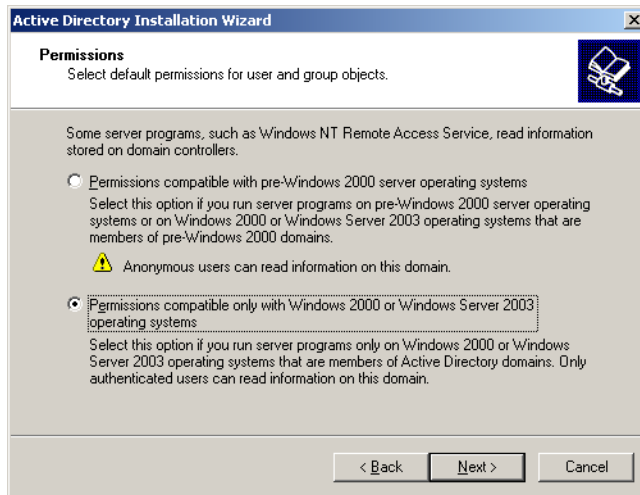 Active Directory Installation Wizard
Permissions
Select default permissions for user and group objects.
Some server programs, such as Windows NT Remote Access Service, read information
stored on domain controllers.
Permissions compatible with pre-Windows 2000 server operating systems
Select this option if you run server programs on pre-Windows 2000 server operating
systems or on Windows 2000 or Windows Server 2003 operating systems that are
members of pre-Windows 2000 domains.
Anonymous users can read information on this domain.
Permissions compatible only with Windows 2000 or Windows Server 2003
operating systems
Select this option if you run server programs only on Windows 2000 or Windows
Server 2003 operating systems that are members of Active Directory domains. Only
authenticated users can read information on this domain.
< Back Next > Cancel